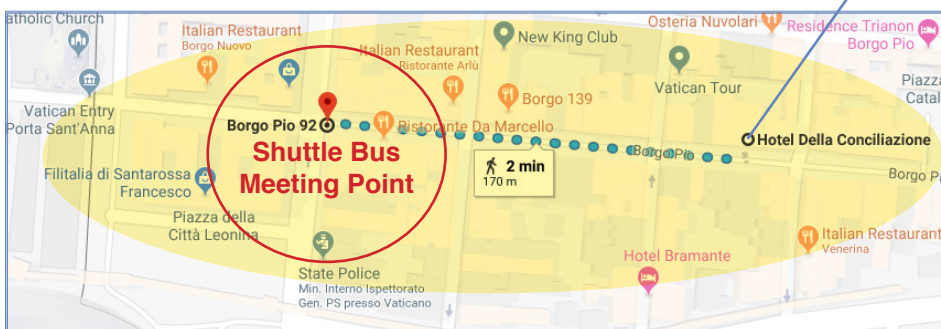 atholic Church
Italian Restaurant
Borgo Nuovo
New King Club
Osteria Nuvolari
Residence Trianon
Borgo Pio
Italian Restaurant
Ristorante Arlù
Vatican Entry
Porta Sant'Anna
Borgo 139
Vatican Tour
Piazza
Catal
Borgo Pio 92
Ristorante Da Marcello
Hotel Della Conciliazione
Shuttle Bus
Meeting Point
2 min
170 m
Borgo Pio
Filitalia di Santarossa
Francesco
Borgo P
Piazza della
Città Leonina
Italian Restaurant
Venerina
Hotel Bramante
State Police
Min. Interno Ispettorato
Gen. PS presso Vaticano